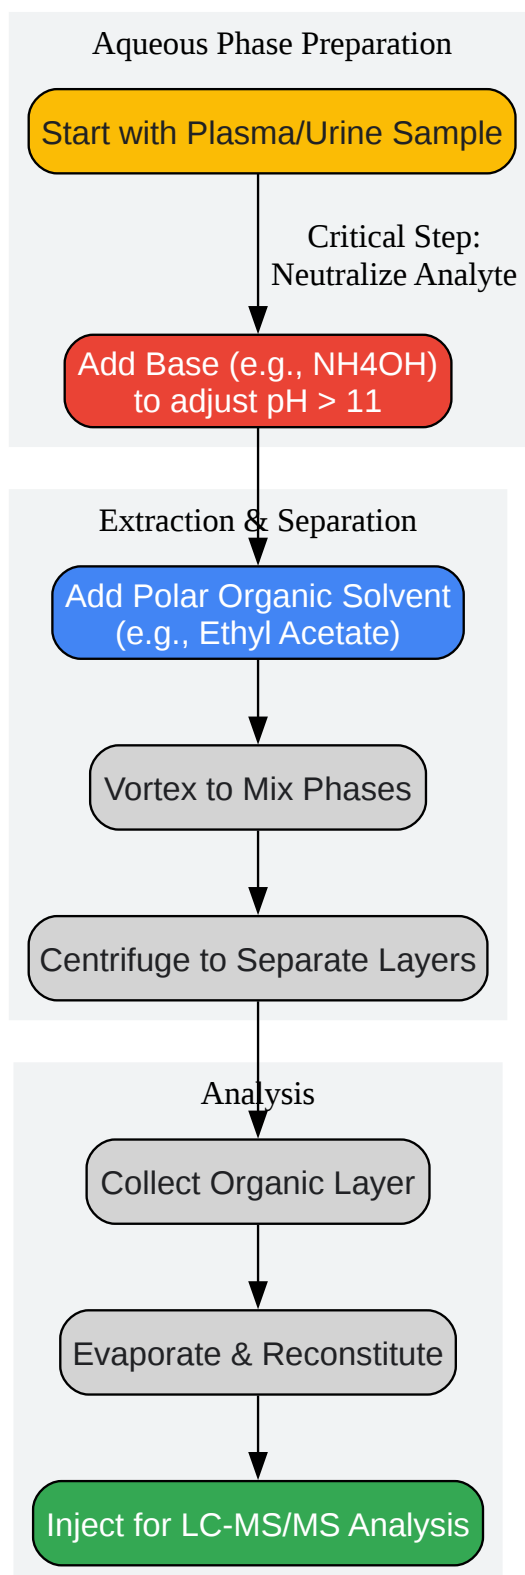 Aqueous Phase Preparation
Start with Plasma/Urine Sample
Critical Step:
Neutralize Analyte
Add Base (e.g., NH4OH)
to adjust pH > 11
Extraction & Separation
Add Polar Organic Solvent
(e.g., Ethyl Acetate)
Vortex to Mix Phases
Centrifuge to Separate Layers
Analysis
Collect Organic Layer
Evaporate & Reconstitute
Inject for LC-MS/MS Analysis